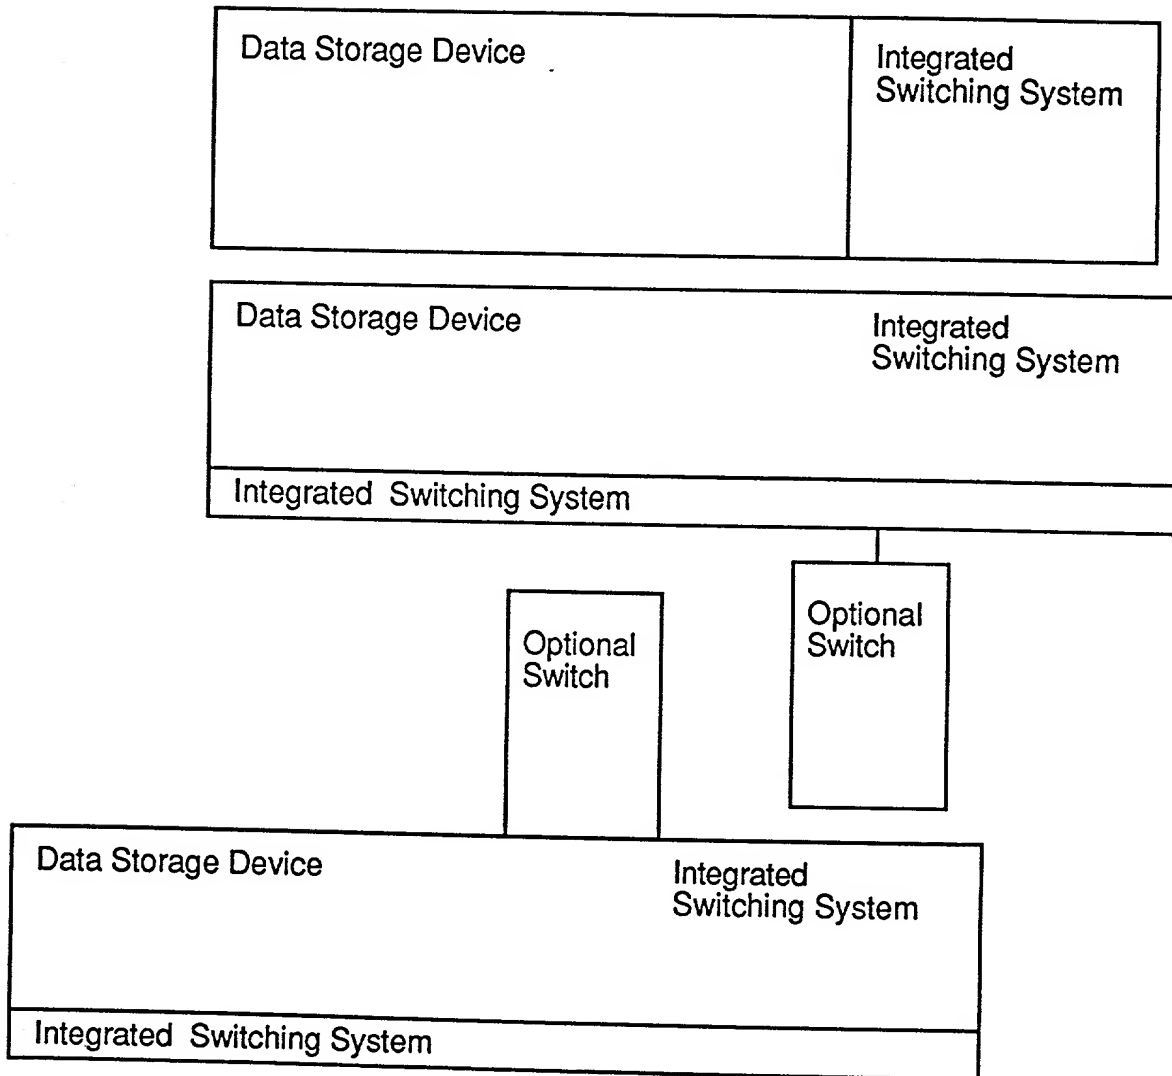 Data Storage Device
Integrated
Switching System
Data Storage Device
Integrated
Switching System
Integrated Switching System
Optional
Switch
Optional
Switch
Data Storage Device
Integrated
Switching System
Integrated Switching System